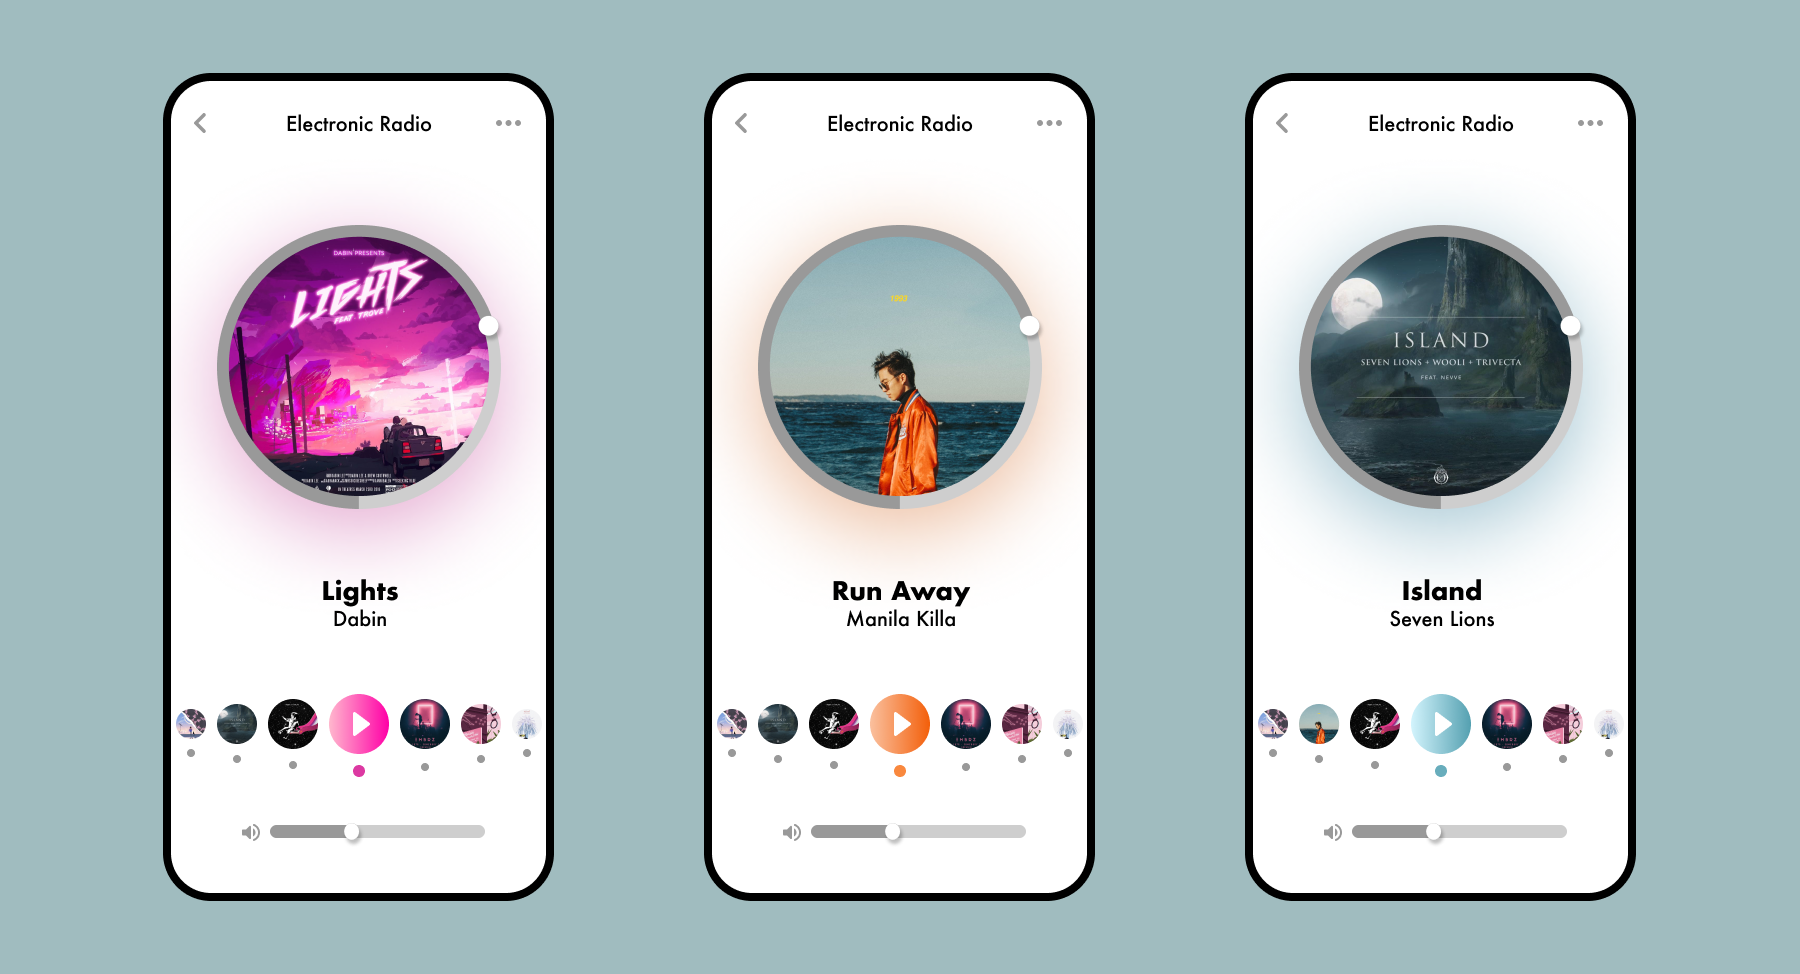 Electronic Radio
DABIN PRESENTS
LIGHTS
FEAT. TROVE
Lights
Dabin
Electronic Radio
1993
Run Away
Manila Killa
Electronic Radio
ISLAND
SEVEN LIONS + WOOLI + TRIVECTA
FEAT. NEVVE
Island
Seven Lions